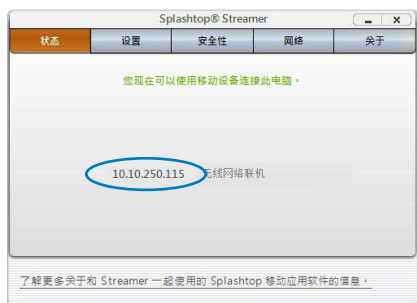 Splashtop® Streamer
状态 设置 安全性 网络 关于
您现在可以使用移动设备连接此电脑。
10.10.250.115 无线网络联机
了解更多关于和 Streamer 一起使用的 Splashtop 移动应用软件的信息。